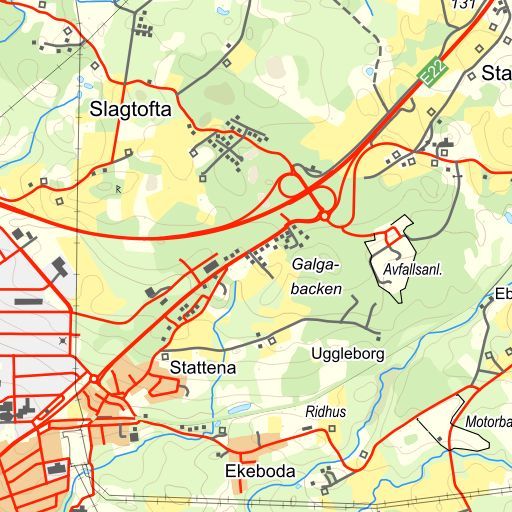 131
E22
Sta
Slagtofta
R
Galga-
backen
Avfallsanl.
Eb
Uggleborg
Stattena
Ridhus
Motorba
Ekeboda